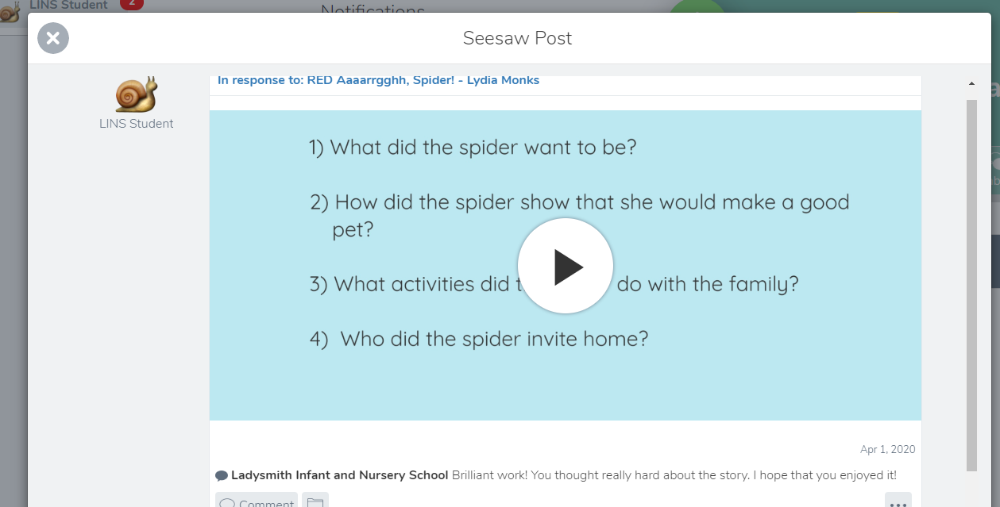 LINS Student
2
Notifications
Seesaw Post
In response to: RED Aaaarrgghh, Spider! - Lydia Monks
LINS Student
1) What did the spider want to be?
2) How did the spider show that she would make a good
pet?
3) What activities did do with the family?
4) Who did the spider invite home?
Apr 1, 2020
Ladysmith Infant and Nursery School Brilliant work! You thought really hard about the story. I hope that you enjoyed it!
Comment